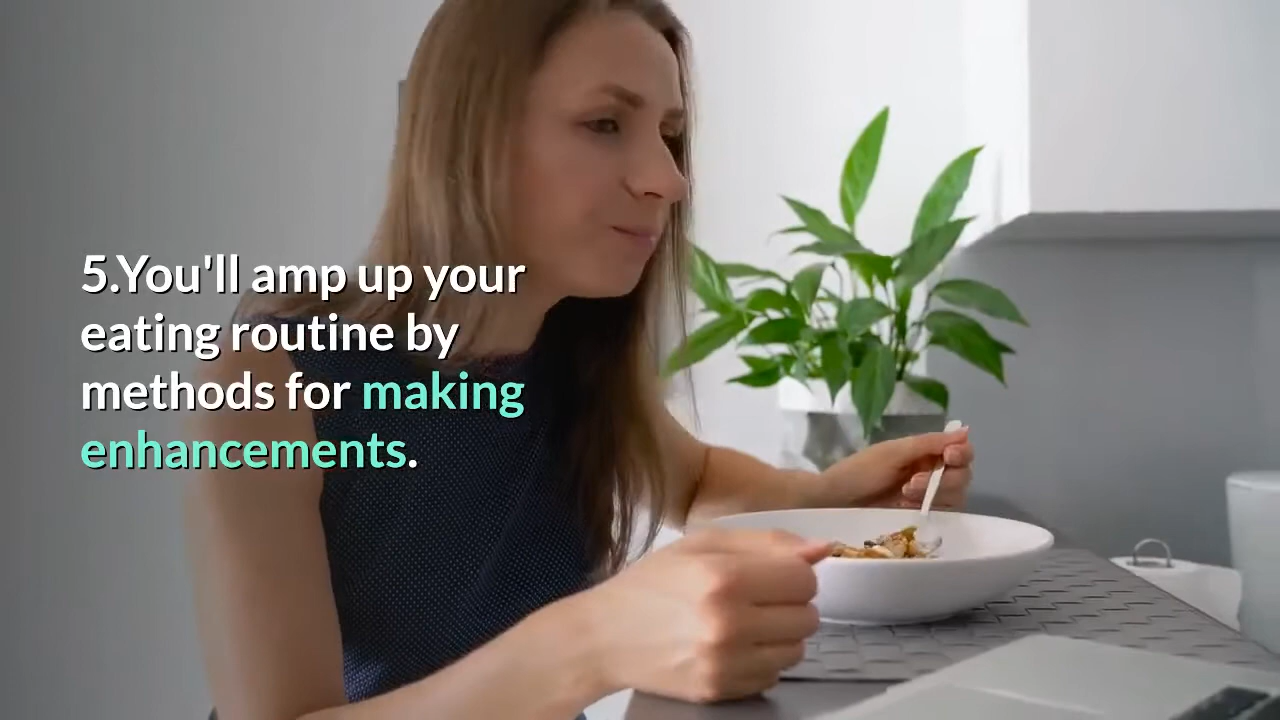 5.You'll amp up your
eating routine by
methods for making
enhancements.